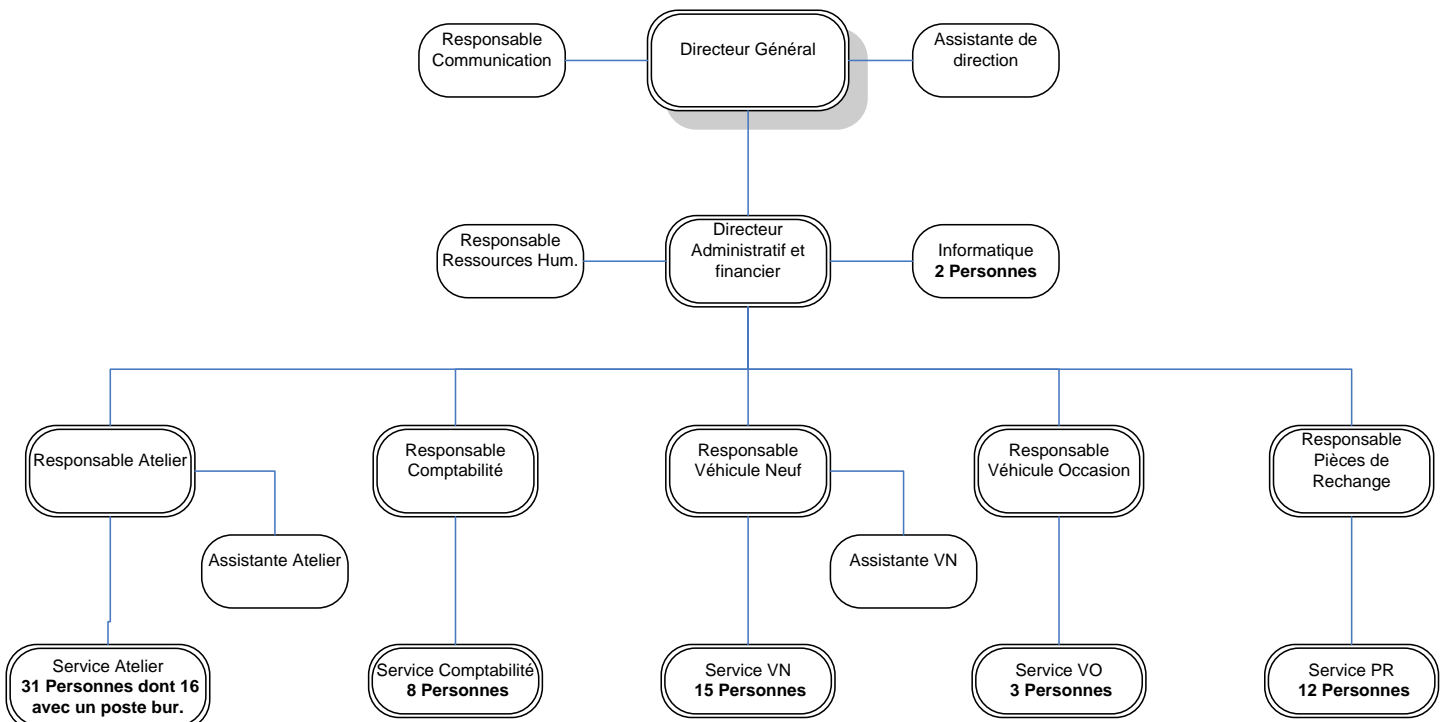 Responsable
Communication
Directeur Général
Assistante de
direction
Responsable
Ressources Hum.
Directeur
Administratif et
financier
Informatique
2 Personnes
Responsable Atelier
Responsable
Comptabilité
Responsable
Véhicule Neuf
Responsable
Véhicule Occasion
Responsable
Pièces de
Rechange
Assistante Atelier
Assistante VN
Service Atelier
31 Personnes dont 16
avec un poste bur.
Service Comptabilité
8 Personnes
Service VN
15 Personnes
Service VO
3 Personnes
Service PR
12 Personnes